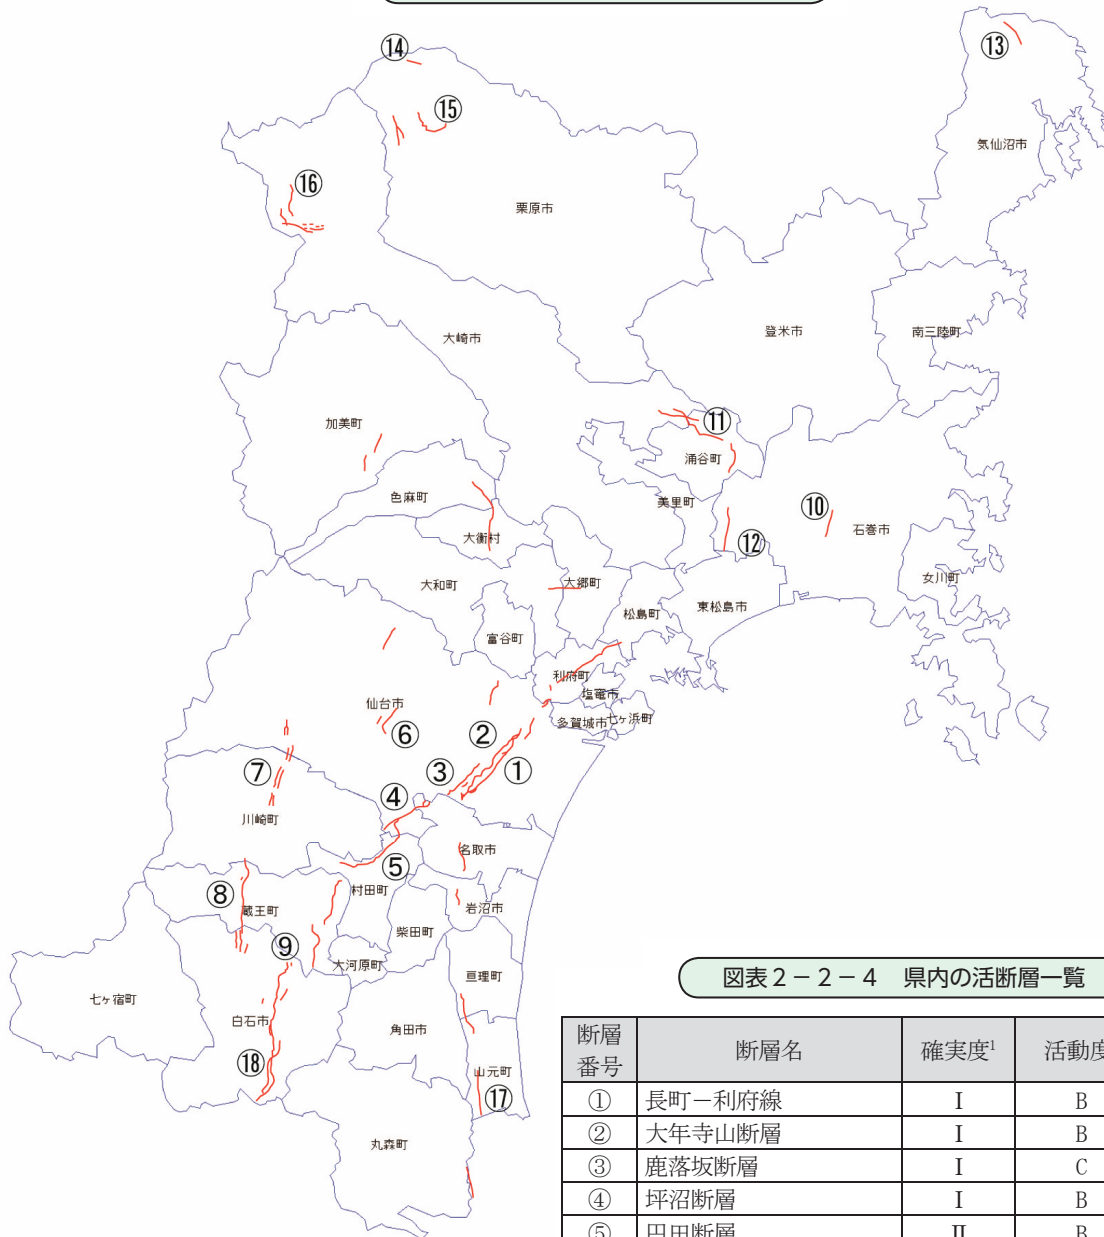 ⑭
⑬
⑮
気仙沼市
⑯
栗原市
登米市
南三陸町
大崎市
加美町
⑪
涌谷町
色麻町
美里町
⑩
石巻市
大衡村
⑫
女川町
大和町
大郷町
東松島市
松島町
富谷町
利府町
塩竈市
仙台市
多賀城市
七ヶ浜町
⑥
②
⑦
③
①
④
川崎町
名取市
⑤
⑧
村田町
蔵王町
岩沼市
柴田町
⑨
大河原町
亘理町
七ヶ宿町
白石市
角田市
⑱
山元町
⑰
丸森町
図表2-2-4 県内の活断層一覧
断層番号 断層名 確実度1 活動度
① 長町-利府線 I B
② 大年寺山断層 I B
③ 鹿落坂断層 I C
④ 坪沼断層 I B
⑤ 円田断層 II B